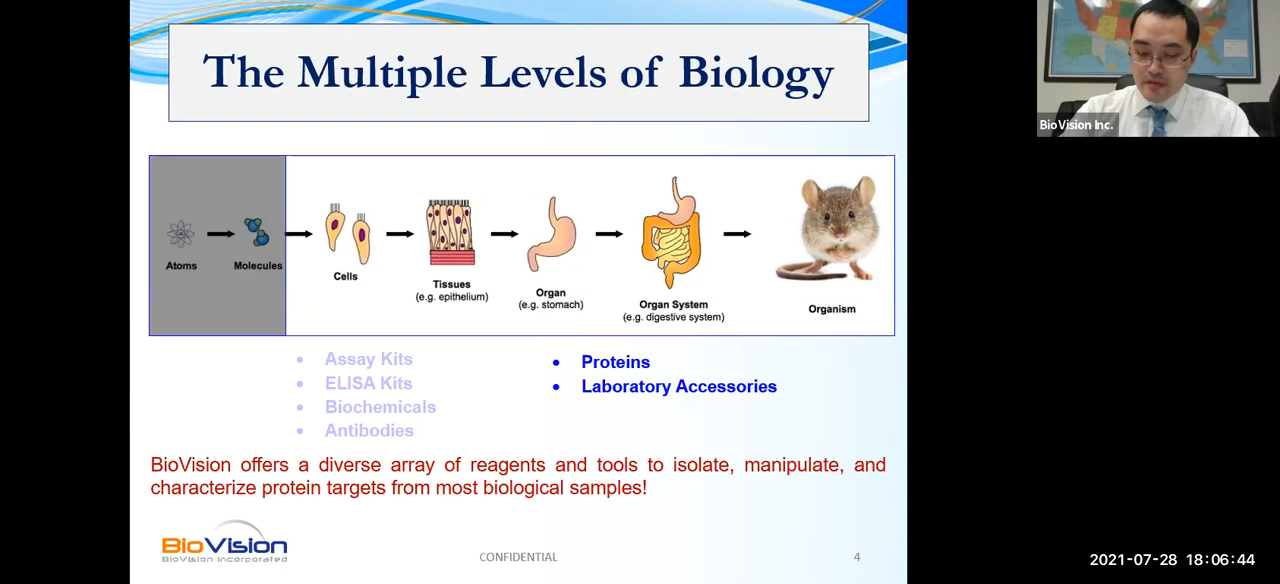 The Multiple Levels of Biology
BioVision Inc.
Atoms
Molecules
Cells
Tissues
(e.g. epithelium)
Organ
(e.g. stomach)
Organ System
(e.g. digestive system)
Organism
• Assay Kits
• ELISA Kits
• Biochemicals
• Antibodies
• Proteins
• Laboratory Accessories
BioVision offers a diverse array of reagents and tools to isolate, manipulate, and
characterize protein targets from most biological samples!
BioVision
BioVision Incorporated
CONFIDENTIAL
4
2021-07-28 18:06:44